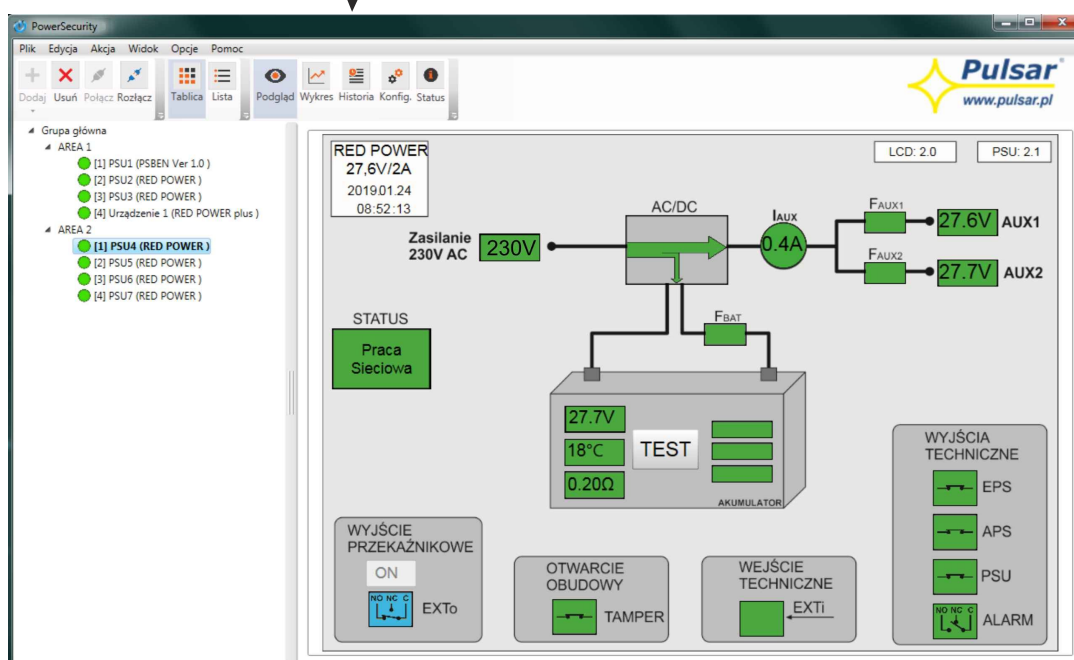 PowerSecurity
Plik Edycja Akcja Widok Opcje Pomoc
Dodaj Usuń Połącz Rozłącz Tablica Lista Podgląd Wykres Historia Konfig. Status
Pulsar®
www.pulsar.pl
Grupa główna
AREA 1
[1] PSU1 (PSBEN Ver 1.0 )
[2] PSU2 (RED POWER )
[3] PSU3 (RED POWER )
[4] Urządzenie 1 (RED POWER plus )
AREA 2
[1] PSU4 (RED POWER )
[2] PSU5 (RED POWER )
[3] PSU6 (RED POWER )
[4] PSU7 (RED POWER )
RED POWER
27,6V/2A
2019.01.24
08:52:13
LCD: 2.0
PSU: 2.1
Zasilanie
230V AC
230V
AC/DC
IAUX
0.4A
FAUX1
27.6V AUX1
FAUX2
27.7V AUX2
STATUS
Praca
Sieciowa
FBAT
27.7V
18°C
0.20Ω
TEST
AKUMULATOR
WYJŚCIE
PRZEKAŹNIKOWE
ON
NO NC C
EXTo
OTWARCIE
OBUDOWY
TAMPER
WEJŚCIE
TECHNICZNE
EXTi
WYJŚCIA
TECHNICZNE
EPS
APS
PSU
NO NC C
ALARM